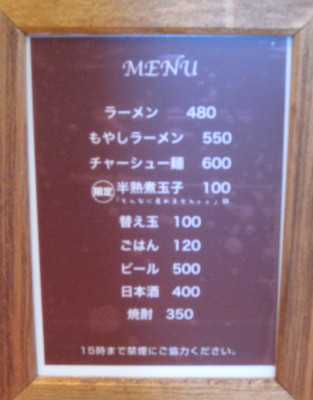 MENU
ラーメン 480
もやしラーメン 550
チャーシュー麺 600
限定 半熟煮玉子 100
替え玉 100
ごはん 120
ビール 500
日本酒 400
焼酎 350
15時まで禁煙にご協力ください。